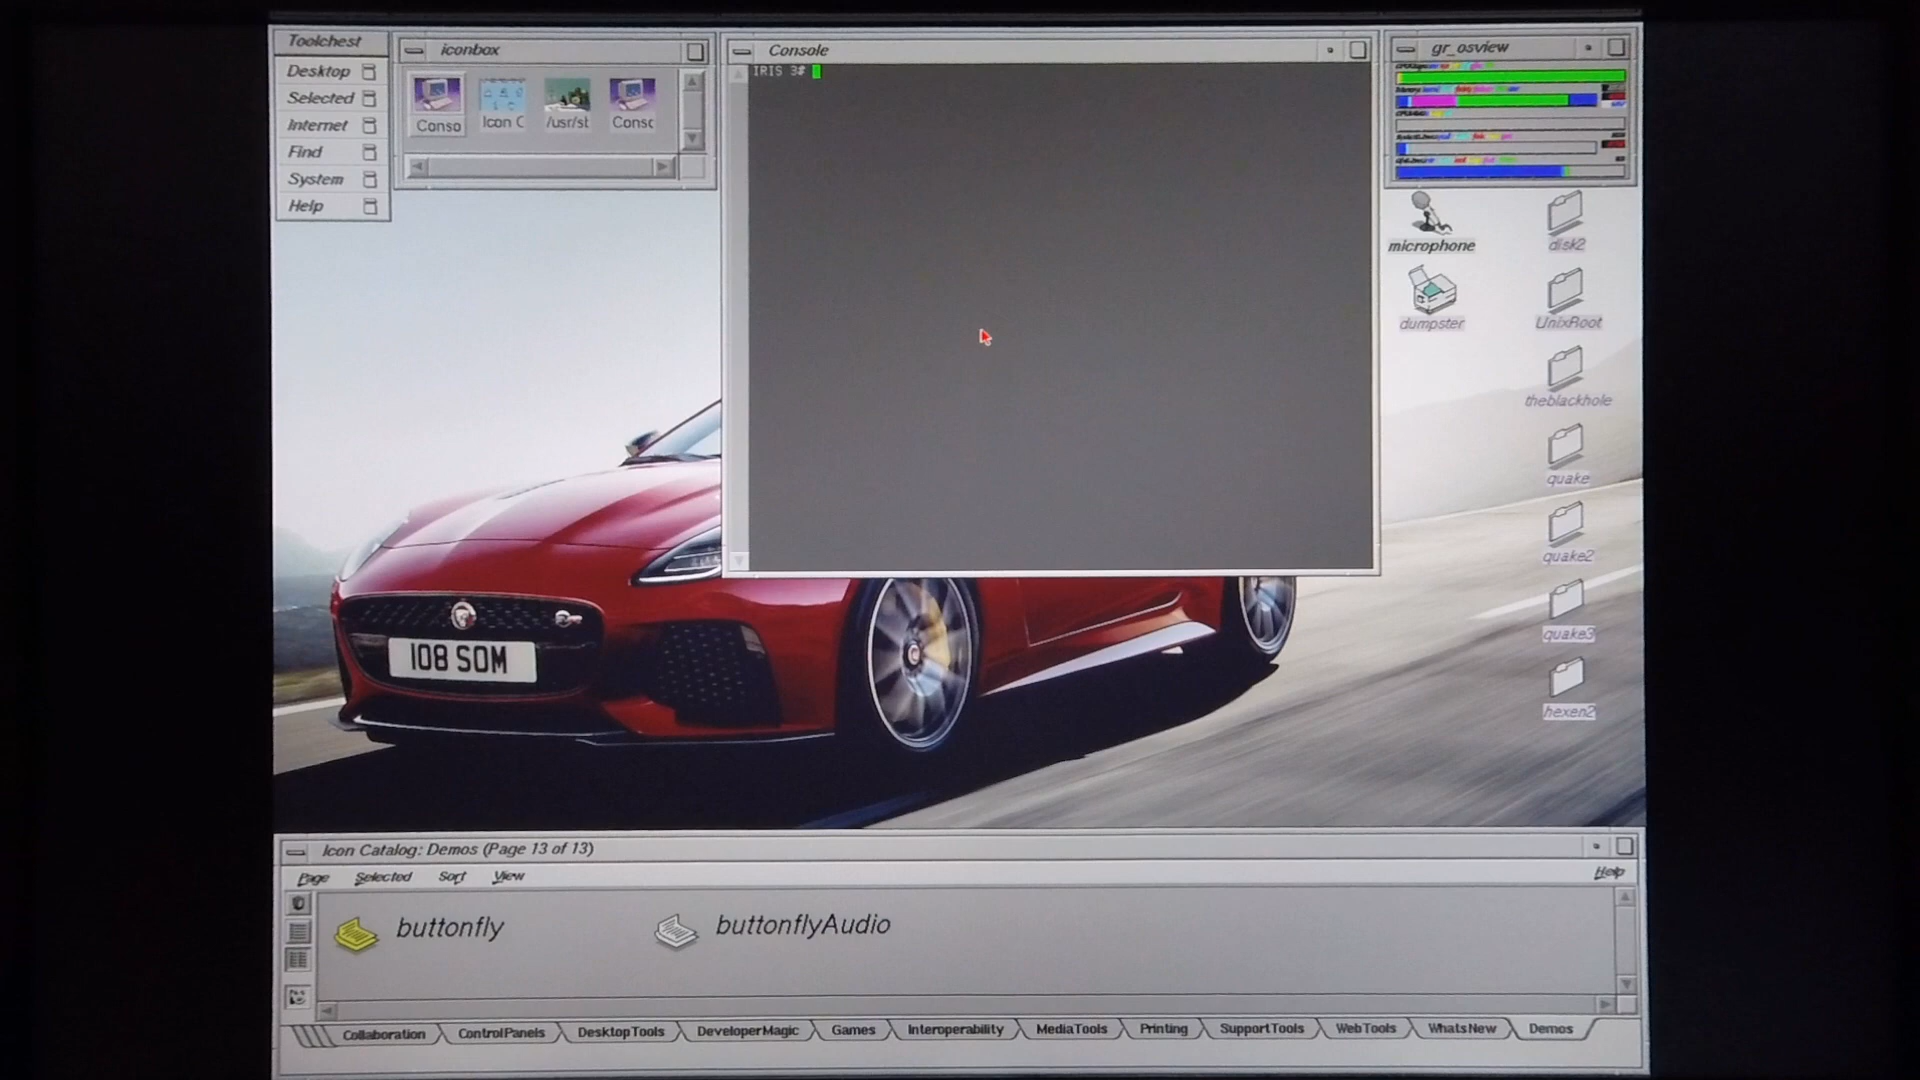 Toolchest
Desktop
Selected
Internet
Find
System
Help
iconbox
Conso
Icon C
/usr/st
Consc
Console
IRIS 3#
gr_osview
microphone
disk2
dumpster
UnixRoot
theblackhole
quake
quake2
quake3
hexen2
108 SOM
Icon Catalog: Demos (Page 13 of 13)
Page Selected Sort View Help
buttonfly
buttonflyAudio
Collaboration ControlPanels DesktopTools DeveloperMagic Games Interoperability MediaTools Printing SupportTools WebTools WhatsNew Demos